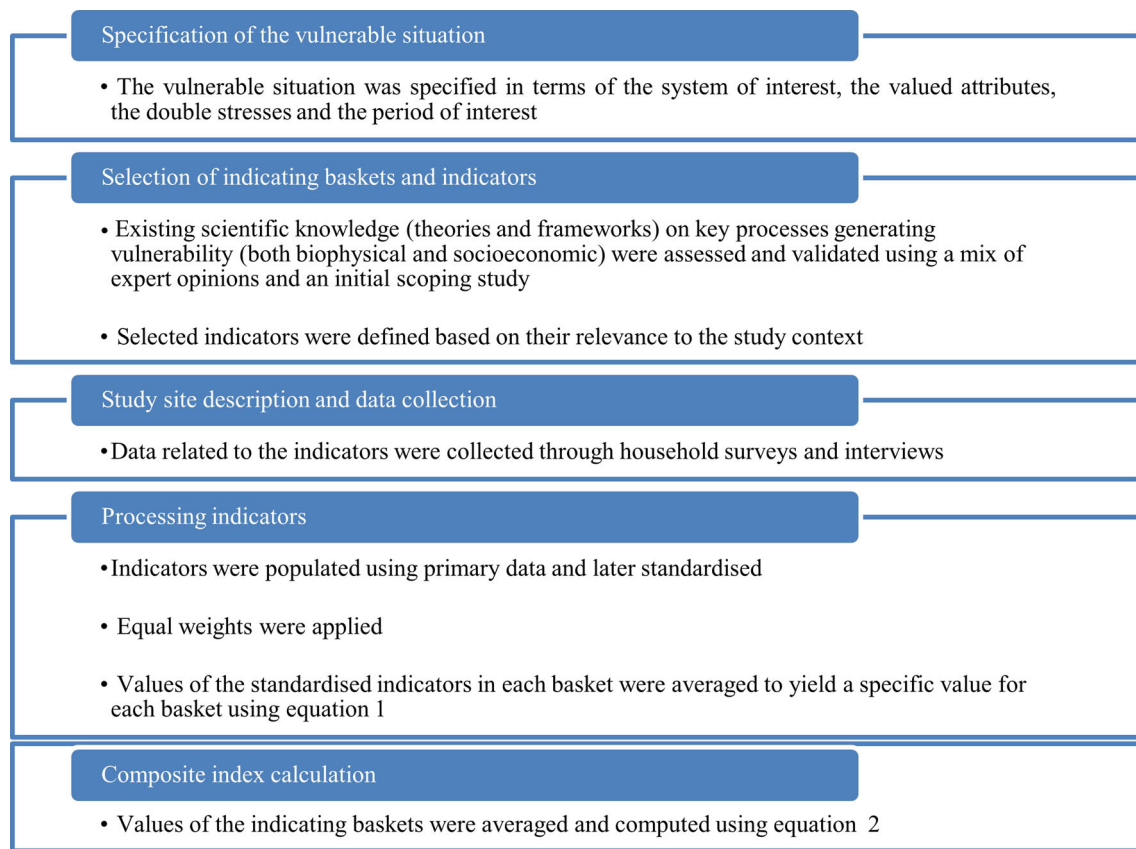 Specification of the vulnerable situation
• The vulnerable situation was specified in terms of the system of interest, the valued attributes,
the double stresses and the period of interest
Selection of indicating baskets and indicators
• Existing scientific knowledge (theories and frameworks) on key processes generating
vulnerability (both biophysical and socioeconomic) were assessed and validated using a mix of
expert opinions and an initial scoping study
• Selected indicators were defined based on their relevance to the study context
Study site description and data collection
• Data related to the indicators were collected through household surveys and interviews
Processing indicators
• Indicators were populated using primary data and later standardised
• Equal weights were applied
• Values of the standardised indicators in each basket were averaged to yield a specific value for
each basket using equation 1
Composite index calculation
• Values of the indicating baskets were averaged and computed using equation 2